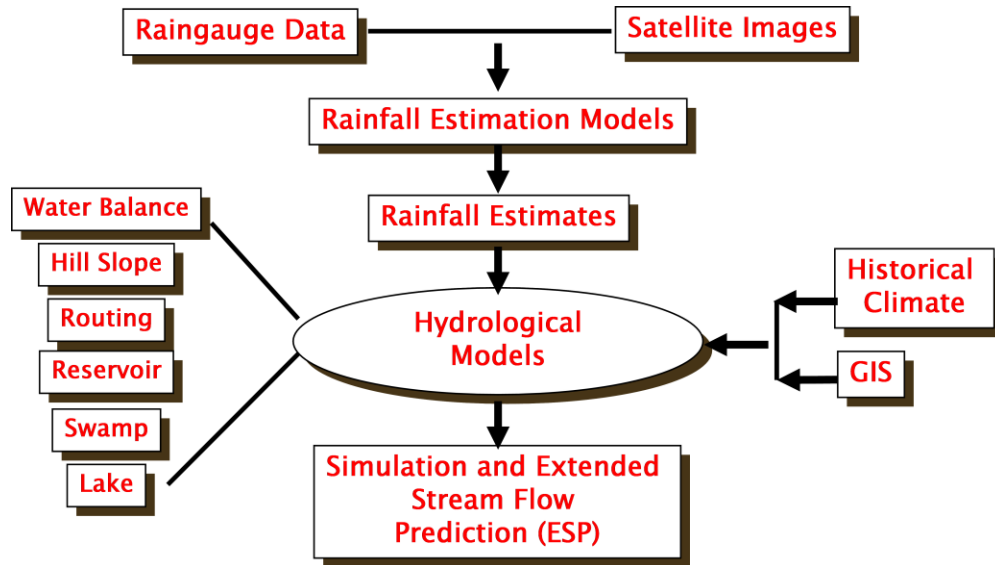 Raingauge Data
Satellite Images
Rainfall Estimation Models
Rainfall Estimates
Water Balance
Hill Slope
Routing
Reservoir
Swamp
Lake
Hydrological
Models
Historical
Climate
GIS
Simulation and Extended
Stream Flow
Prediction (ESP)